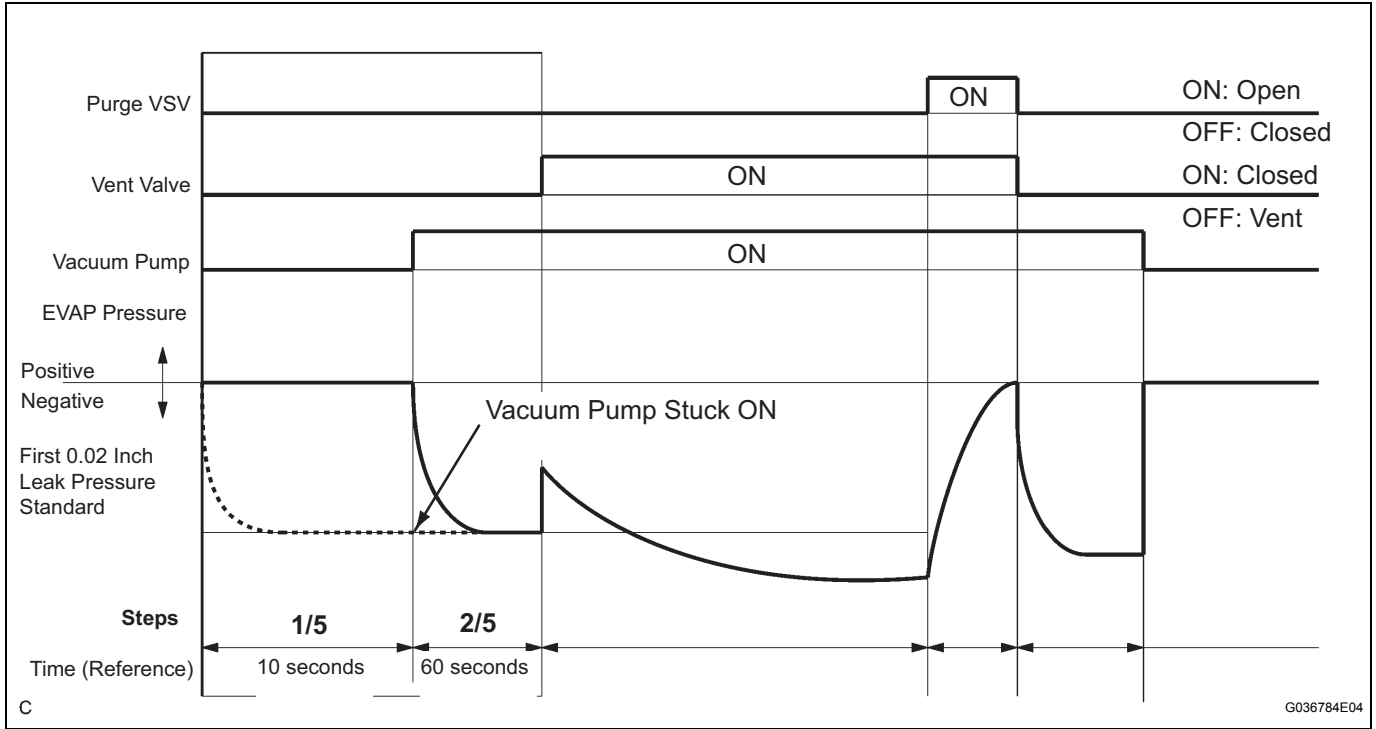 Purge VSV
ON
ON: Open
OFF: Closed
Vent Valve
ON
ON: Closed
OFF: Vent
Vacuum Pump
ON
EVAP Pressure
Positive
Negative
Vacuum Pump Stuck ON
First 0.02 Inch
Leak Pressure
Standard
Steps
1/5
2/5
Time (Reference)
10 seconds
60 seconds
C
G036784E04